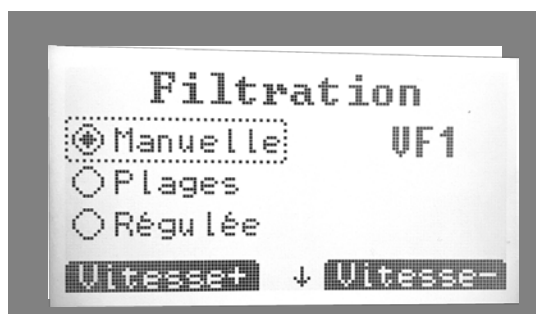 Filtration
Manuelle VF1
Plages
Régulée
Vitesse+ ↓ Vitesse-